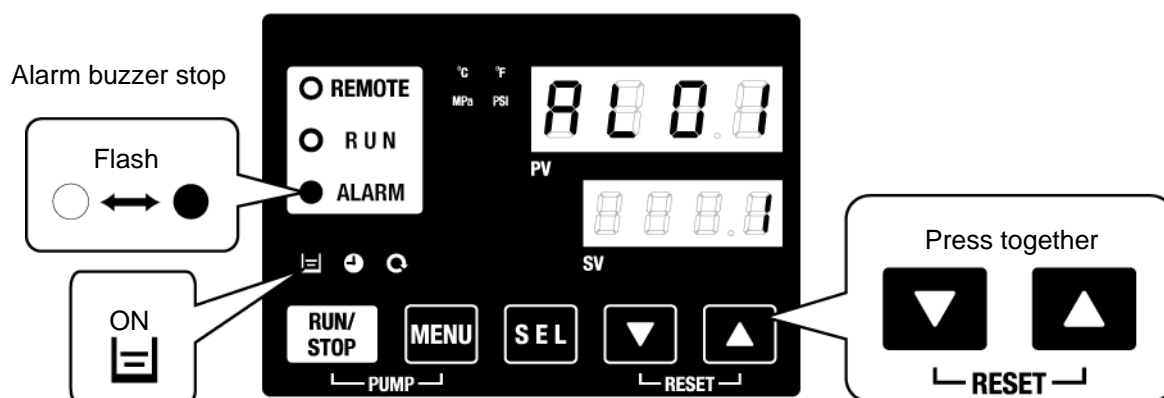 Alarm buzzer stop
Flash
ON
REMOTE
RUN
ALARM
°C °F
MPa PSI
AL01
PV
1
SV
RUN/
STOP
MENU
SEL
PUMP
RESET
Press together
RESET